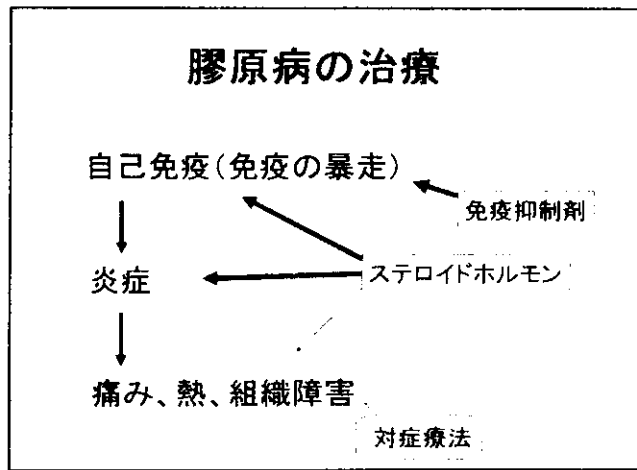 膠原病の治療
自己免疫(免疫の暴走)
免疫抑制剤
ステロイドホルモン
炎症
痛み、熱、組織障害
対症療法